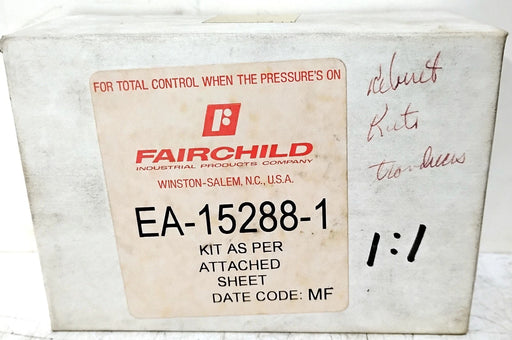 FOR TOTAL CONTROL WHEN THE PRESSURE'S ON
FAIRCHILD
INDUSTRIAL PRODUCTS COMPANY
WINSTON-SALEM, N.C., U.S.A.
EA-15288-1
KIT AS PER
ATTACHED
SHEET
DATE CODE: MF
Kits
1:1